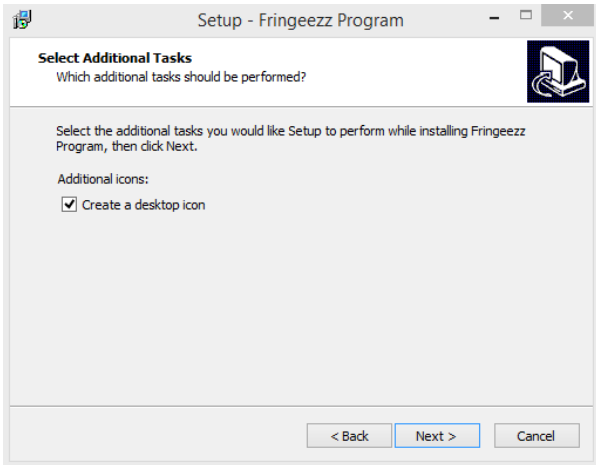 Setup - Fringeezz Program
Select Additional Tasks
Which additional tasks should be performed?
Select the additional tasks you would like Setup to perform while installing Fringeezz
Program, then click Next.
Additional icons:
Create a desktop icon
< Back
Next >
Cancel